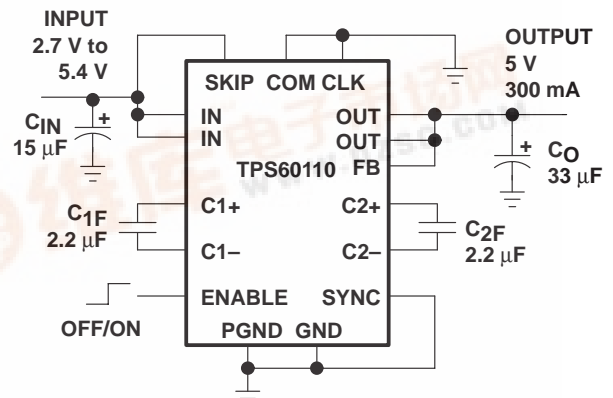 INPUT
2.7 V to
5.4 V
OUTPUT
5 V
300 mA
SKIP COM CLK
IN
IN
OUT
OUT
FB
TPS60110
CIN
15 μF
+
CO
33 μF
+
C1F
2.2 μF
C1+
C1–
C2+
C2–
C2F
2.2 μF
ENABLE
SYNC
OFF/ON
PGND GND